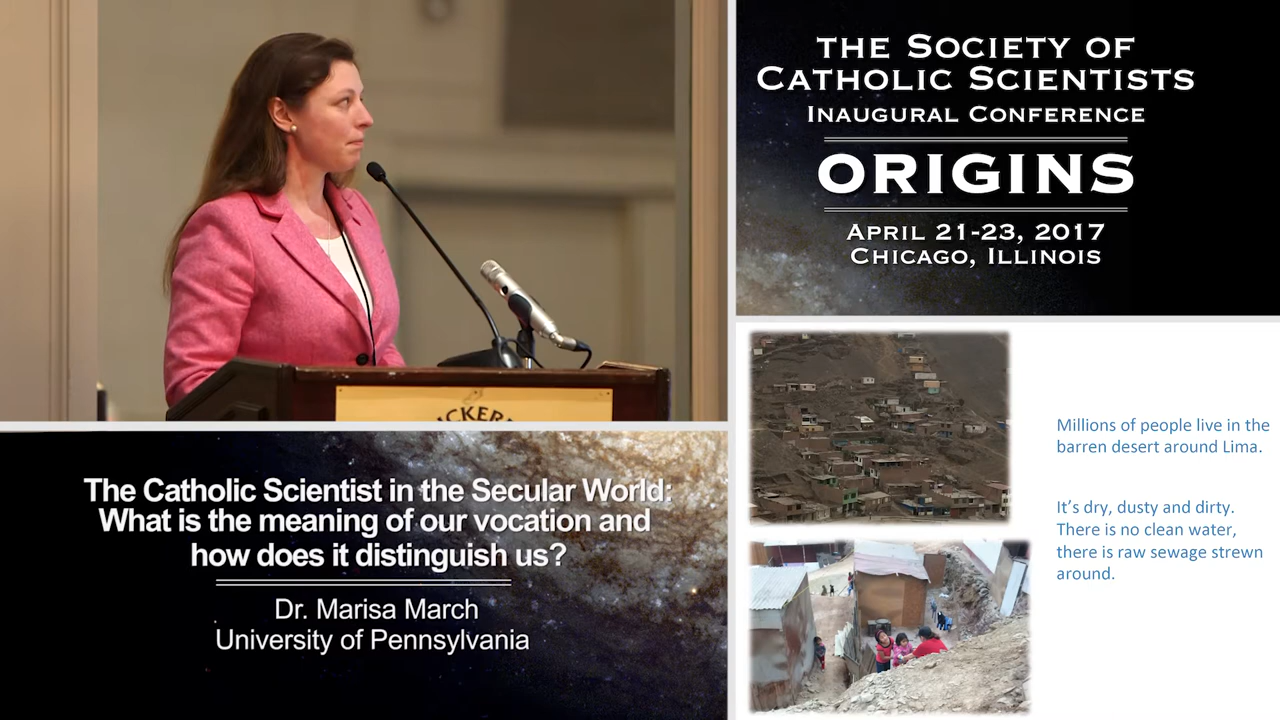 THE SOCIETY OF
CATHOLIC SCIENTISTS
INAUGURAL CONFERENCE
ORIGINS
APRIL 21-23, 2017
CHICAGO, ILLINOIS
The Catholic Scientist in the Secular World:
What is the meaning of our vocation and
how does it distinguish us?
Dr. Marisa March
University of Pennsylvania
Millions of people live in the
barren desert around Lima.
It's dry, dusty and dirty.
There is no clean water,
there is raw sewage strewn
around.